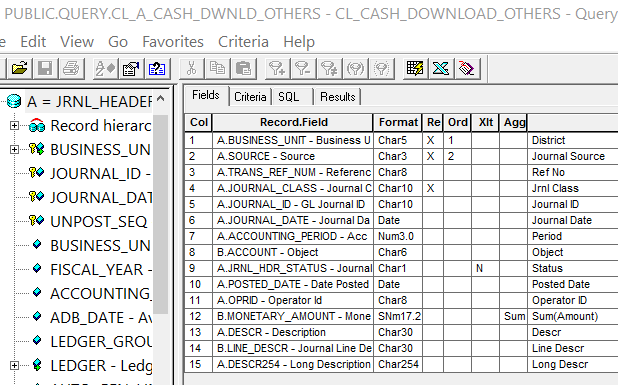 PUBLIC.QUERY.CL_A_CASH_DWNLD_OTHERS - CL_CASH_DOWNLOAD_OTHERS - Query
e Edit View Go Favorites Criteria Help
Fields Criteria SQL Results
A = JRNL_HEADER
Record hierarc
BUSINESS_UN
JOURNAL_ID -
JOURNAL_DAT
UNPOST_SEQ
BUSINESS_UN
FISCAL_YEAR -
ACCOUNTING_
ADB_DATE - Av
LEDGER_GROU
LEDGER - Ledg
Col Record.Field Format Re Ord Xlt Agg
1 A.BUSINESS_UNIT - Business U Char5 X 1 District
2 A.SOURCE - Source Char3 X 2 Journal Source
3 A.TRANS_REF_NUM - Referenc Char8 Ref No
4 A.JOURNAL_CLASS - Journal C Char10 X Jrnl Class
5 A.JOURNAL_ID - GL Journal ID Char10 Journal ID
6 A.JOURNAL_DATE - Journal Da Date Journal Date
7 A.ACCOUNTING_PERIOD - Acc Num3.0 Period
8 B.ACCOUNT - Object Char6 Object
9 A.JRNL_HDR_STATUS - Journal Char1 N Status
10 A.POSTED_DATE - Date Posted Date Posted Date
11 A.OPRID - Operator Id Char8 Operator ID
12 B.MONETARY_AMOUNT - Mone SNm17.2 Sum Sum(Amount)
13 A.DESCR - Description Char30 Descr
14 B.LINE_DESCR - Journal Line De Char30 Line Descr
15 A.DESCR254 - Long Description Char254 Long Descr